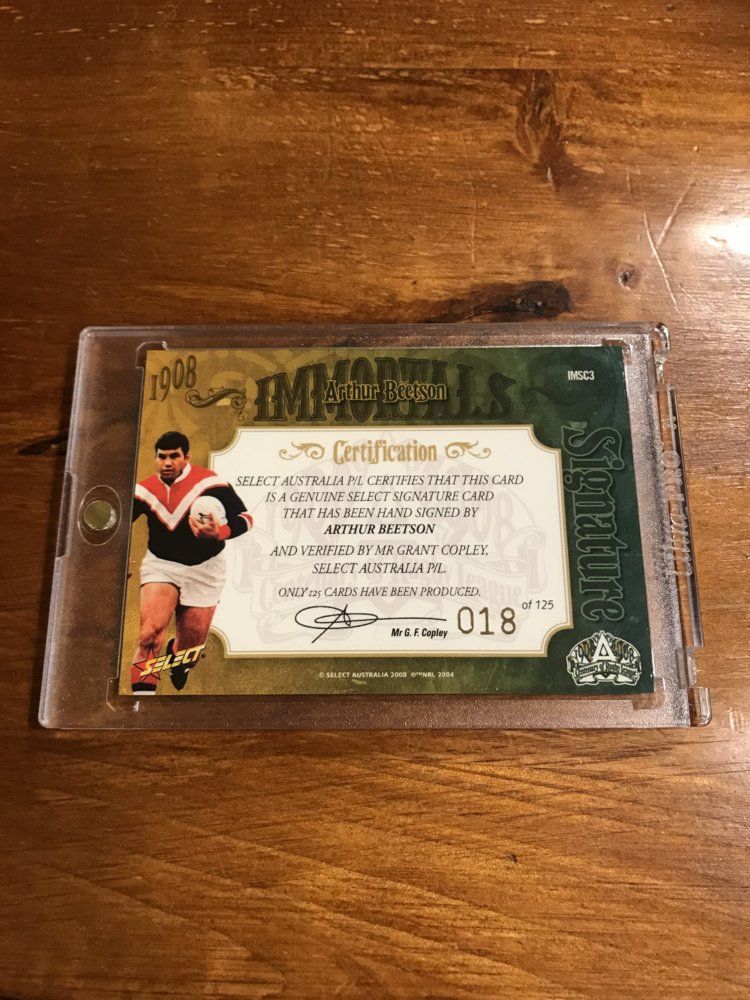 1908
IMMORTALS
Arthur Beetson
IMSC3
Signature
Certification
SELECT AUSTRALIA P/L CERTIFIES THAT THIS CARD
IS A GENUINE SELECT SIGNATURE CARD
THAT HAS BEEN HAND SIGNED BY
ARTHUR BEETSON
AND VERIFIED BY MR GRANT COPLEY,
SELECT AUSTRALIA P/L.
ONLY 125 CARDS HAVE BEEN PRODUCED.
Mr G. F. Copley
018 of 125
SELECT
© SELECT AUSTRALIA 2008 ©™NRL 2004